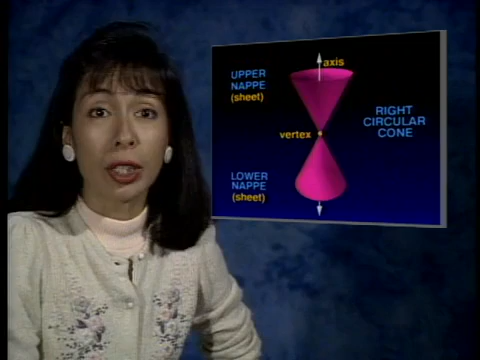 axis
UPPER
NAPPE
(sheet)
RIGHT
CIRCULAR
CONE
vertex
LOWER
NAPPE
(sheet)